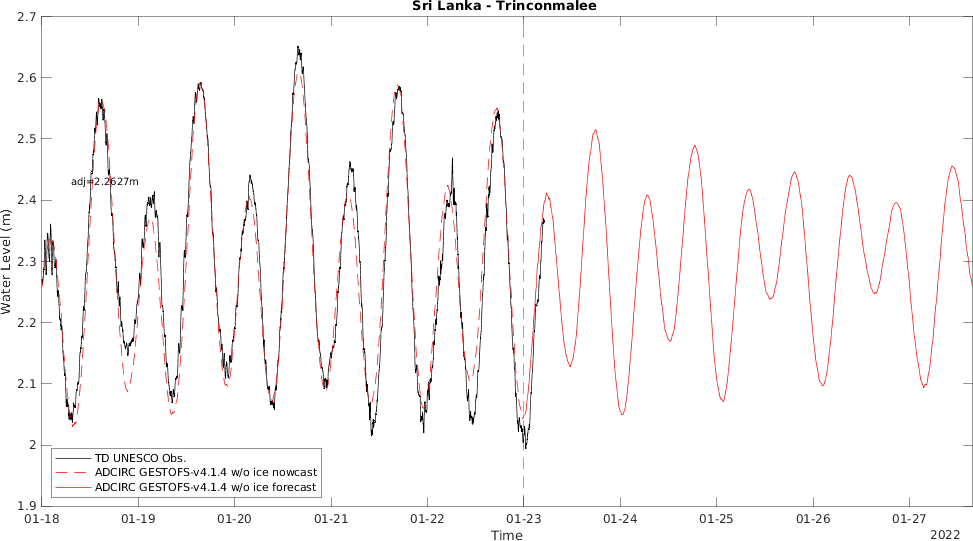 Sri Lanka - Trinconmalee
2.7
2.6
2.5
2.4
2.3
2.2
2.1
2
1.9
Water Level (m)
adj=2.2627m
TD UNESCO Obs.
ADCIRC GESTOFS-v4.1.4 w/o ice nowcast
ADCIRC GESTOFS-v4.1.4 w/o ice forecast
01-18 01-19 01-20 01-21 01-22 01-23 01-24 01-25 01-26 01-27
Time
2022